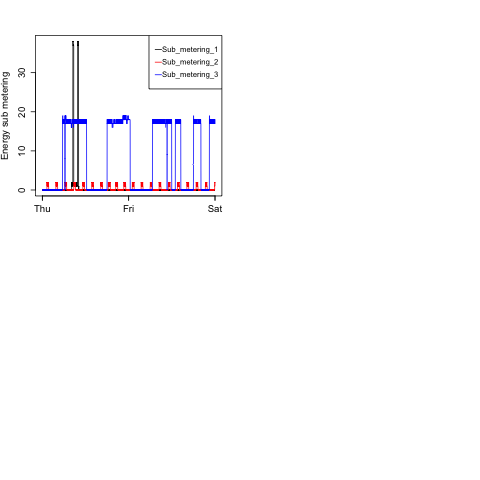 Sub_metering_1
Sub_metering_2
Sub_metering_3
Energy sub metering
30
20
10
0
Thu Fri Sat